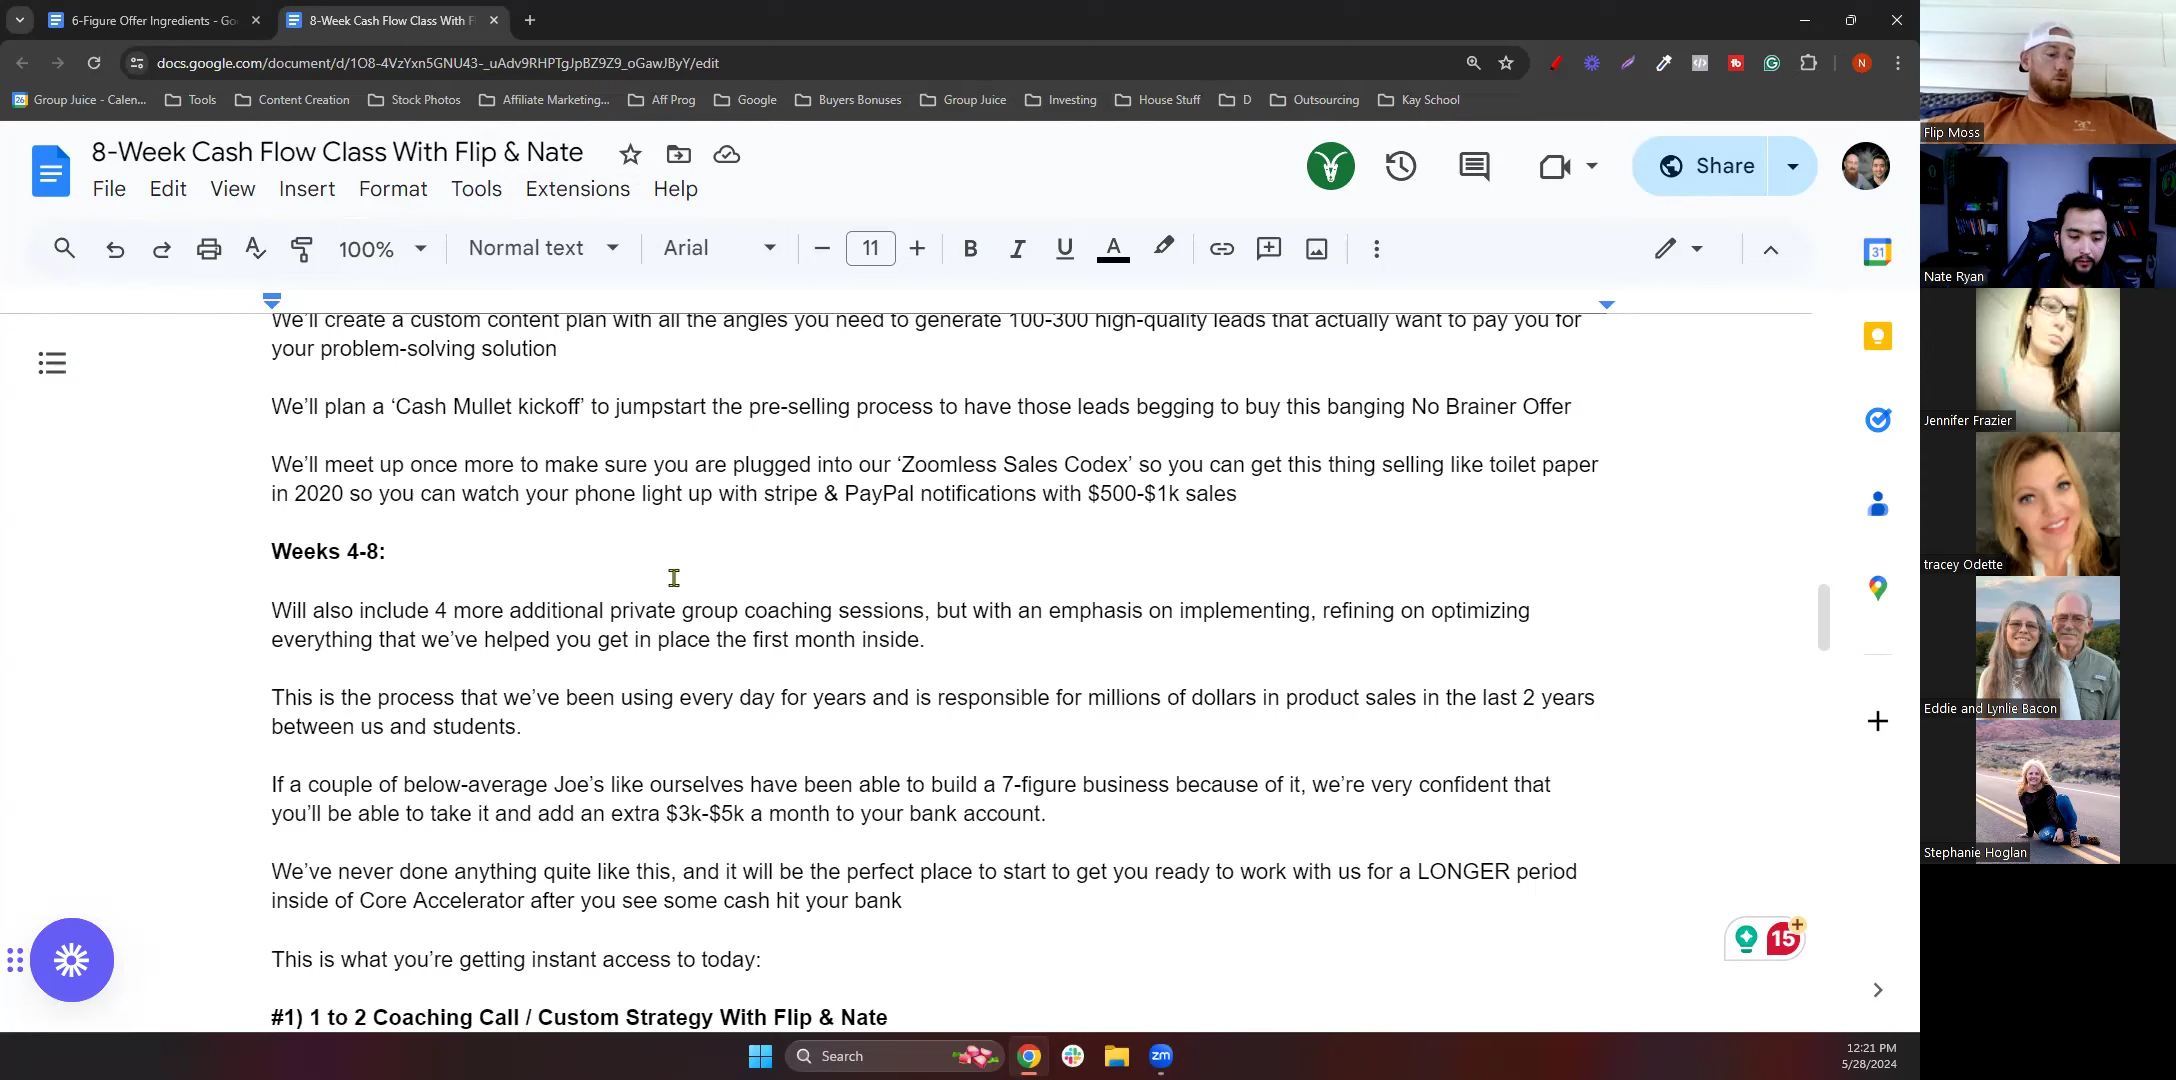 6-Figure Offer Ingredients - Go
8-Week Cash Flow Class With F
docs.google.com/document/d/1O8-4VzYxn5GNU43-_uAdv9RHPTgJpBZ9Z9_oGawJByY/edit
N
Group Juice - Calen...
Tools
Content Creation
Stock Photos
Affiliate Marketing...
Aff Prog
Google
Buyers Bonuses
Group Juice
Investing
House Stuff
D
Outsourcing
Kay School
8-Week Cash Flow Class With Flip & Nate
File Edit View Insert Format Tools Extensions Help
Share
100%
Normal text
Arial
11
We'll create a custom content plan with all the angles you need to generate 100-300 high-quality leads that actually want to pay you for
your problem-solving solution
We'll plan a ‘Cash Mullet kickoff’ to jumpstart the pre-selling process to have those leads begging to buy this banging No Brainer Offer
We'll meet up once more to make sure you are plugged into our ‘Zoomless Sales Codex’ so you can get this thing selling like toilet paper
in 2020 so you can watch your phone light up with stripe & PayPal notifications with $500-$1k sales
Weeks 4-8:
Will also include 4 more additional private group coaching sessions, but with an emphasis on implementing, refining on optimizing
everything that we've helped you get in place the first month inside.
This is the process that we've been using every day for years and is responsible for millions of dollars in product sales in the last 2 years
between us and students.
If a couple of below-average Joe's like ourselves have been able to build a 7-figure business because of it, we're very confident that
you'll be able to take it and add an extra $3k-$5k a month to your bank account.
We've never done anything quite like this, and it will be the perfect place to start to get you ready to work with us for a LONGER period
inside of Core Accelerator after you see some cash hit your bank
This is what you're getting instant access to today:
#1) 1 to 2 Coaching Call / Custom Strategy With Flip & Nate
15
31
Flip Moss
Nate Ryan
Jennifer Frazier
tracey Odette
Eddie and Lynlie Bacon
Stephanie Hoglan
Search
zm
12:21 PM
5/28/2024